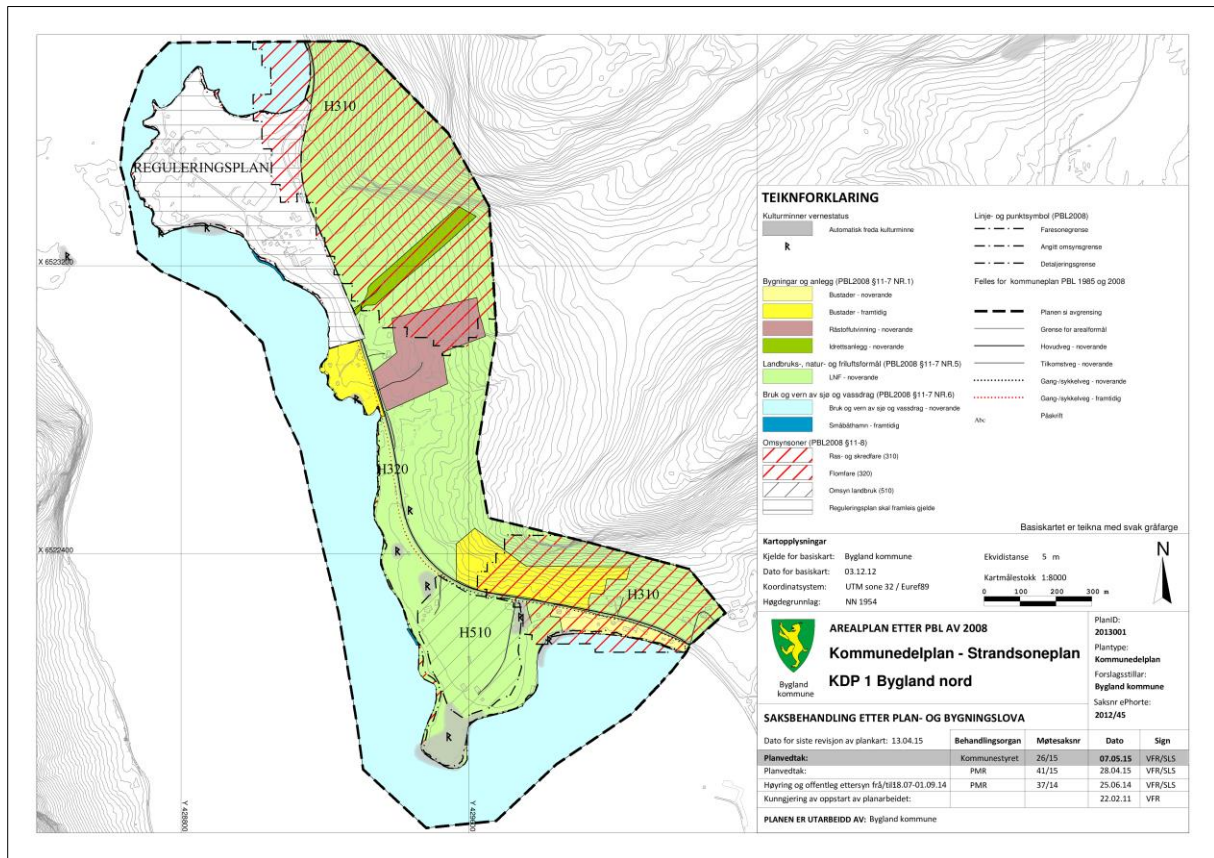 H310
REGULERINGSPLAN
R
R
R
X 6523200
R
H320
R
X 6522400
R
R
H310
R
H510
R
R
Y 428800
Y 429600
TEIKNFORKLARING
Kulturminner vernestatus
Automatisk freda kulturminne
R
Bygningar og anlegg (PBL2008 §11-7 NR.1)
Bustader - noverande
Bustader - framtidig
Råstoffutvinning - noverande
Idrettsanlegg - noverande
Landbruks-, natur- og friluftsformål (PBL2008 §11-7 NR.5)
LNF - noverande
Bruk og vern av sjø og vassdrag (PBL2008 §11-7 NR.6)
Bruk og vern av sjø og vassdrag - noverande
Småbåthamn - framtidig
Omsynsoner (PBL2008 §11-8)
Ras- og skredfare (310)
Flomfare (320)
Omsyn landbruk (510)
Reguleringsplan skal framleis gjelde
Linje- og punktsymbol (PBL2008)
Faresonegrense
Angitt omsynsgrense
Detaljeringsgrense
Felles for kommuneplan PBL 1985 og 2008
Planen si avgrensing
Grense for arealformål
Hovudveg - noverande
Tilkomstveg - noverande
Gang-/sykkelveg - noverande
Gang-/sykkelveg - framtidig
Abc Påskrift
Basiskartet er teikna med svak gråfarge
Kartopplysningar
Kjelde for basiskart: Bygland kommune
Dato for basiskart: 03.12.12
Koordinatsystem: UTM sone 32 / Euref89
Høgdegrunnlag: NN 1954
Ekvidistanse 5 m
Kartmålestokk 1:8000
0 100 200 300 m
N
Bygland
kommune
AREALPLAN ETTER PBL AV 2008
Kommunedelplan - Strandsoneplan
KDP 1 Bygland nord
PlanID:
2013001
Plantype:
Kommunedelplan
Forslagsstillar:
Bygland kommune
Saksnr ePhorte:
2012/45
SAKSBEHANDLING ETTER PLAN- OG BYGNINGSLOVA
Dato for siste revisjon av plankart: 13.04.15 Behandlingsorgan Møtesaksnr Dato Sign
Planvedtak: Kommunestyret 26/15 07.05.15 VFR/SLS
Planvedtak: PMR 41/15 28.04.15 VFR/SLS
Høyring og offentleg ettersyn frå/til18.07-01.09.14 PMR 37/14 25.06.14 VFR/SLS
Kunngjering av oppstart av planarbeidet: 22.02.11 VFR
PLANEN ER UTARBEIDD AV: Bygland kommune